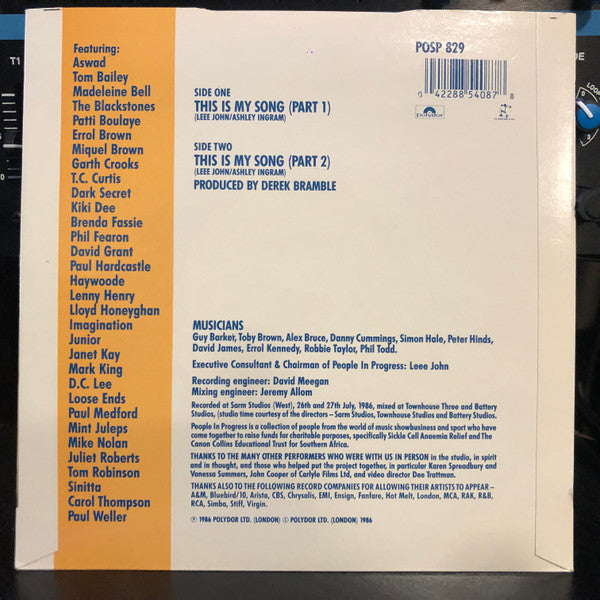 Featuring:
Aswad
Tom Bailey
Madeleine Bell
The Blackstones
Patti Boulaye
Errol Brown
Miquel Brown
Garth Crooks
T.C. Curtis
Dark Secret
Kiki Dee
Brenda Fassie
Phil Fearon
David Grant
Paul Hardcastle
Haywoode
Lenny Henry
Lloyd Honeyghan
Imagination
Junior
Janet Kay
Mark King
D.C. Lee
Loose Ends
Paul Medford
Mint Juleps
Mike Nolan
Juliet Roberts
Tom Robinson
Sinitta
Carol Thompson
Paul Weller
POSP 829
0 42288 54087 8
Polydor
SIDE ONE
THIS IS MY SONG (PART 1)
(LEEE JOHN/ASHLEY INGRAM)
SIDE TWO
THIS IS MY SONG (PART 2)
(LEEE JOHN/ASHLEY INGRAM)
PRODUCED BY DEREK BRAMBLE
MUSICIANS
Guy Barker, Toby Brown, Alex Bruce, Danny Cummings, Simon Hale, Peter Hinds,
David James, Errol Kennedy, Robbie Taylor, Phil Todd.
Executive Consultant & Chairman of People In Progress: Leee John
Recording engineer: David Meegan
Mixing engineer: Jeremy Allom
Recorded at Sarm Studios (West), 26th and 27th July, 1986, mixed at Townhouse Three and Battery
Studios, (studio time courtesy of the directors – Sarm Studios, Townhouse Studios and Battery Studios.
People In Progress is a collection of people from the world of music showbusiness and sport who have
come together to raise funds for charitable purposes, specifically Sickle Cell Anaemia Relief and The
Canon Collins Educational Trust for Southern Africa.
THANKS TO THE MANY OTHER PERFORMERS WHO WERE WITH US IN PERSON in the studio, in spirit
and in thought, and those who helped put the project together, in particular Karen Spreadbury and
Vanessa Summers, John Cooper of Carlyle Films Ltd, and video director Dee Trattman.
THANKS ALSO TO THE FOLLOWING RECORD COMPANIES FOR ALLOWING THEIR ARTISTS TO APPEAR –
A&M, Bluebird/10, Arista, CBS, Chrysalis, EMI, Ensign, Fanfare, Hot Melt, London, MCA, RAK, R&B,
RCA, Simba, Stiff, Virgin.
℗ 1986 POLYDOR LTD. (LONDON) © POLYDOR LTD. (LONDON) 1986
T1
LOOP